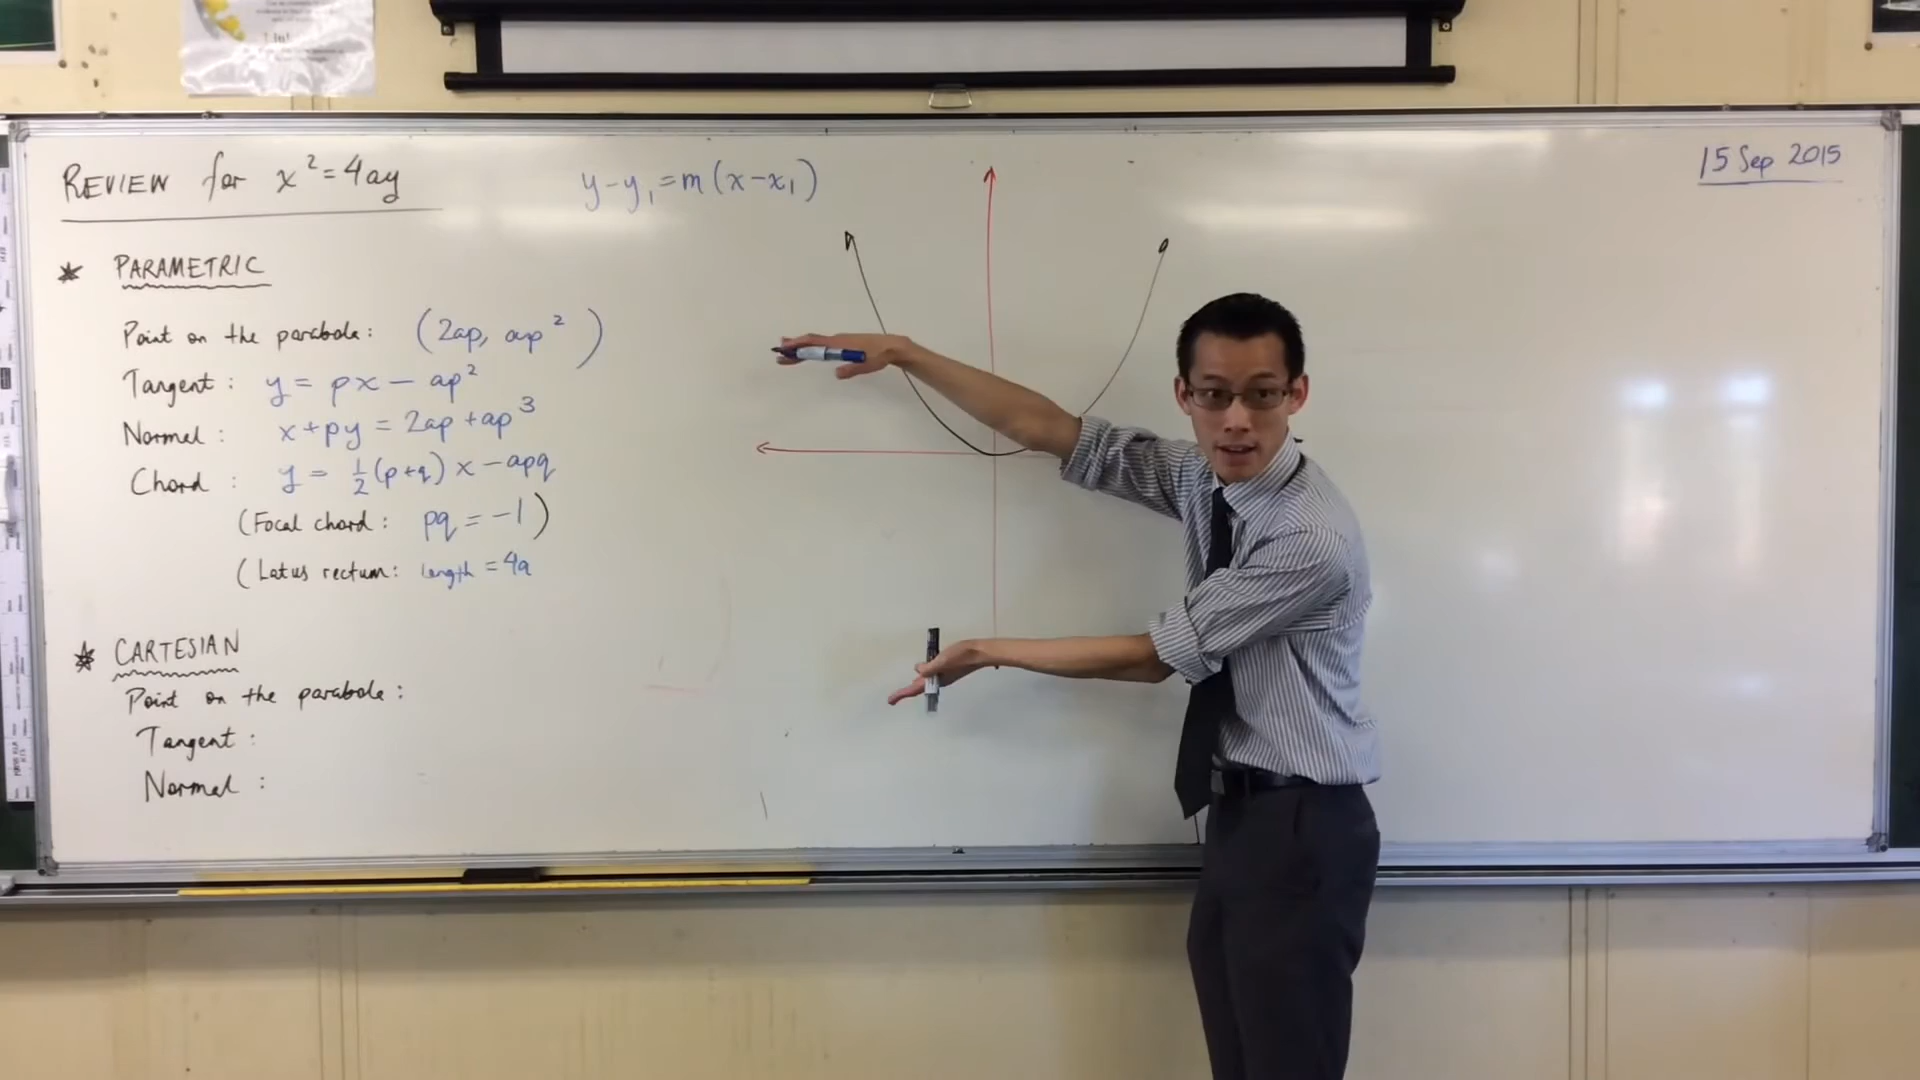 REVIEW for x² = 4ay
y - y₁ = m (x - x₁)
15 Sep 2015
* PARAMETRIC
Point on the parabola: (2ap, ap²)
Tangent: y = px - ap²
Normal: x + py = 2ap + ap³
Chord: y = ½(p+q) x - apq
(Focal chord: pq = -1)
(Latus rectum: length = 4a
* CARTESIAN
Point on the parabola:
Tangent:
Normal: